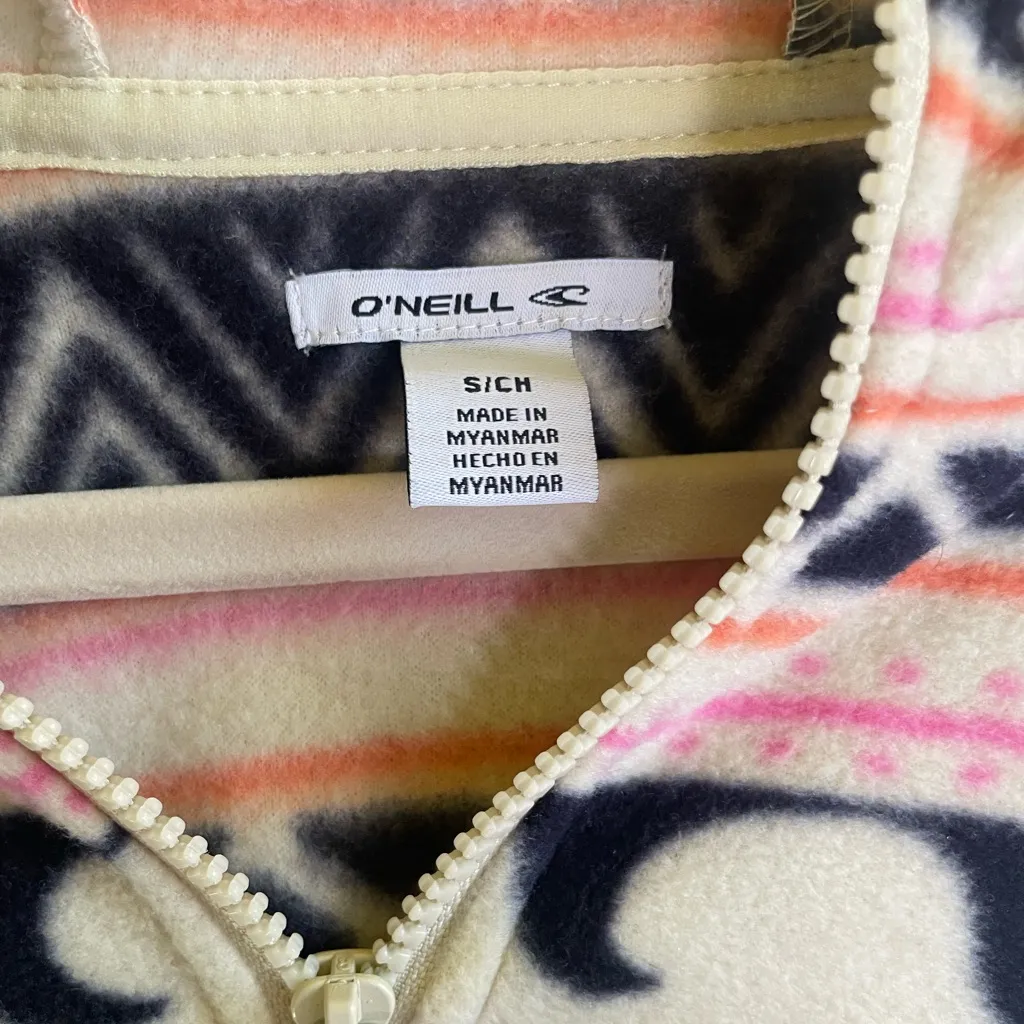 O'NEILL
S/CH
MADE IN
MYANMAR
HECHO EN
MYANMAR